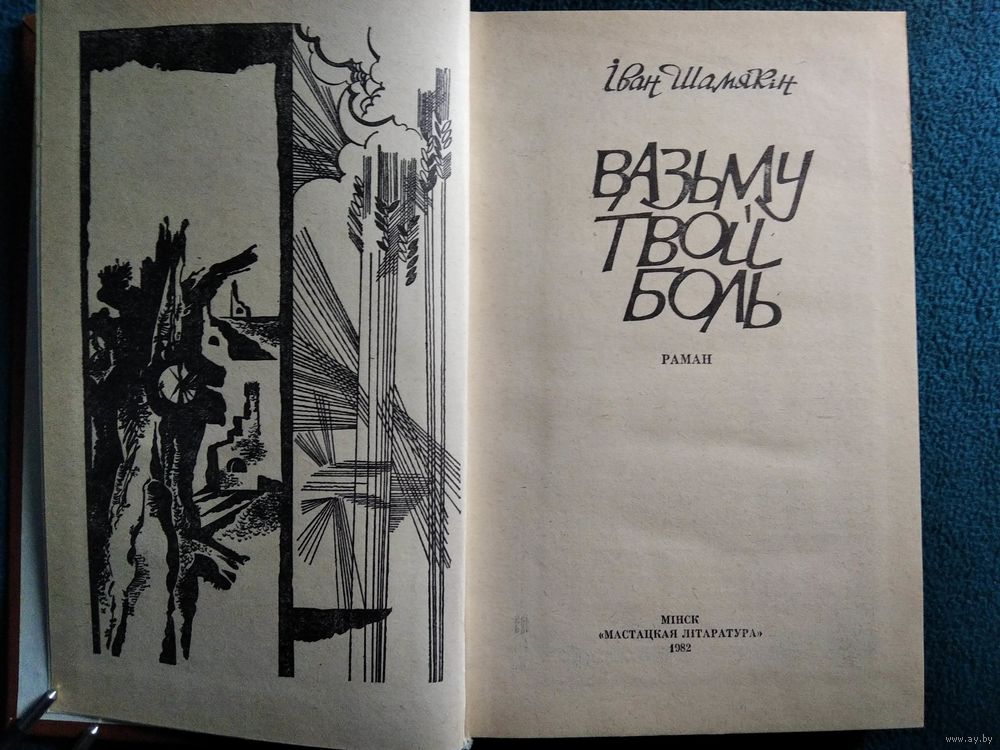 Іван Шамякін
ВАЗЬМУ
ТВОЙ
БОЛЬ
РАМАН
МІНСК
«МАСТАЦКАЯ ЛІТАРАТУРА»
1982
www.ay.by